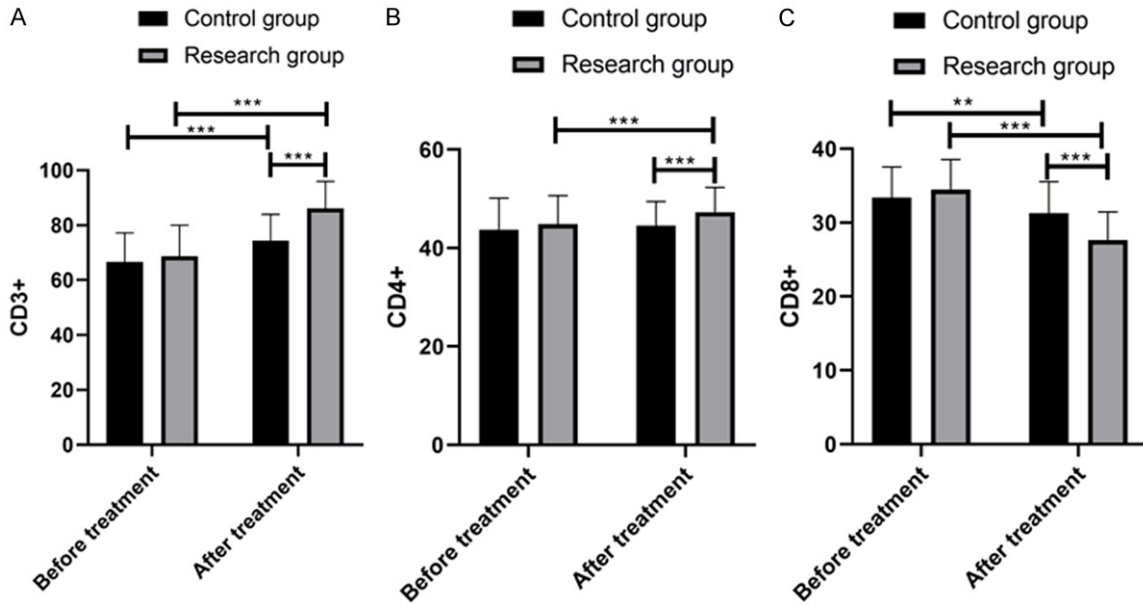 A
Control group
Research group
***
***
***
100
80
60
40
20
0
CD3+
Before treatment
After treatment
B
Control group
Research group
***
***
60
40
20
0
CD4+
Before treatment
After treatment
C
Control group
Research group
**
***
***
40
30
20
10
0
CD8+
Before treatment
After treatment